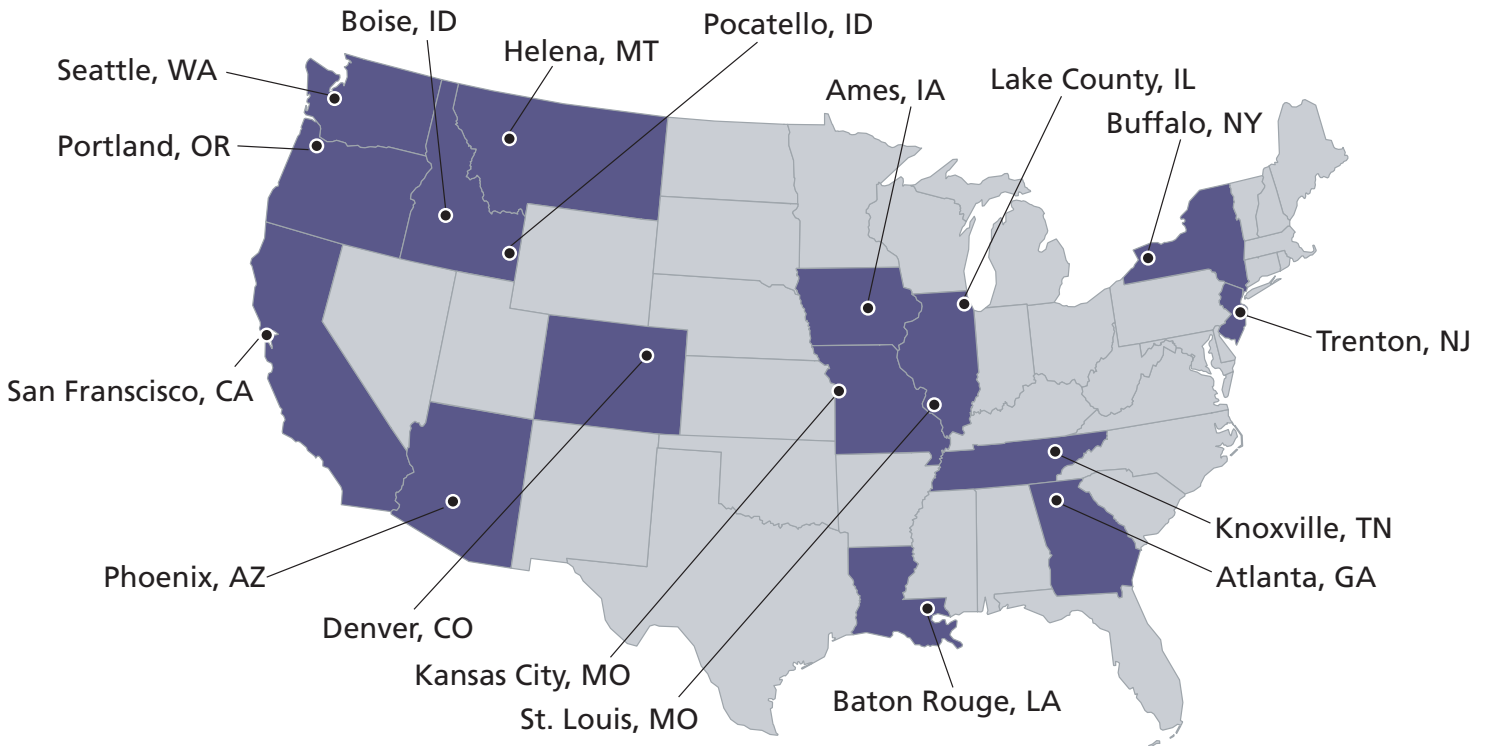 Boise, ID
Pocatello, ID
Helena, MT
Seattle, WA
Lake County, IL
Ames, IA
Buffalo, NY
Portland, OR
Trenton, NJ
San Franscisco, CA
Knoxville, TN
Phoenix, AZ
Atlanta, GA
Denver, CO
Kansas City, MO
Baton Rouge, LA
St. Louis, MO